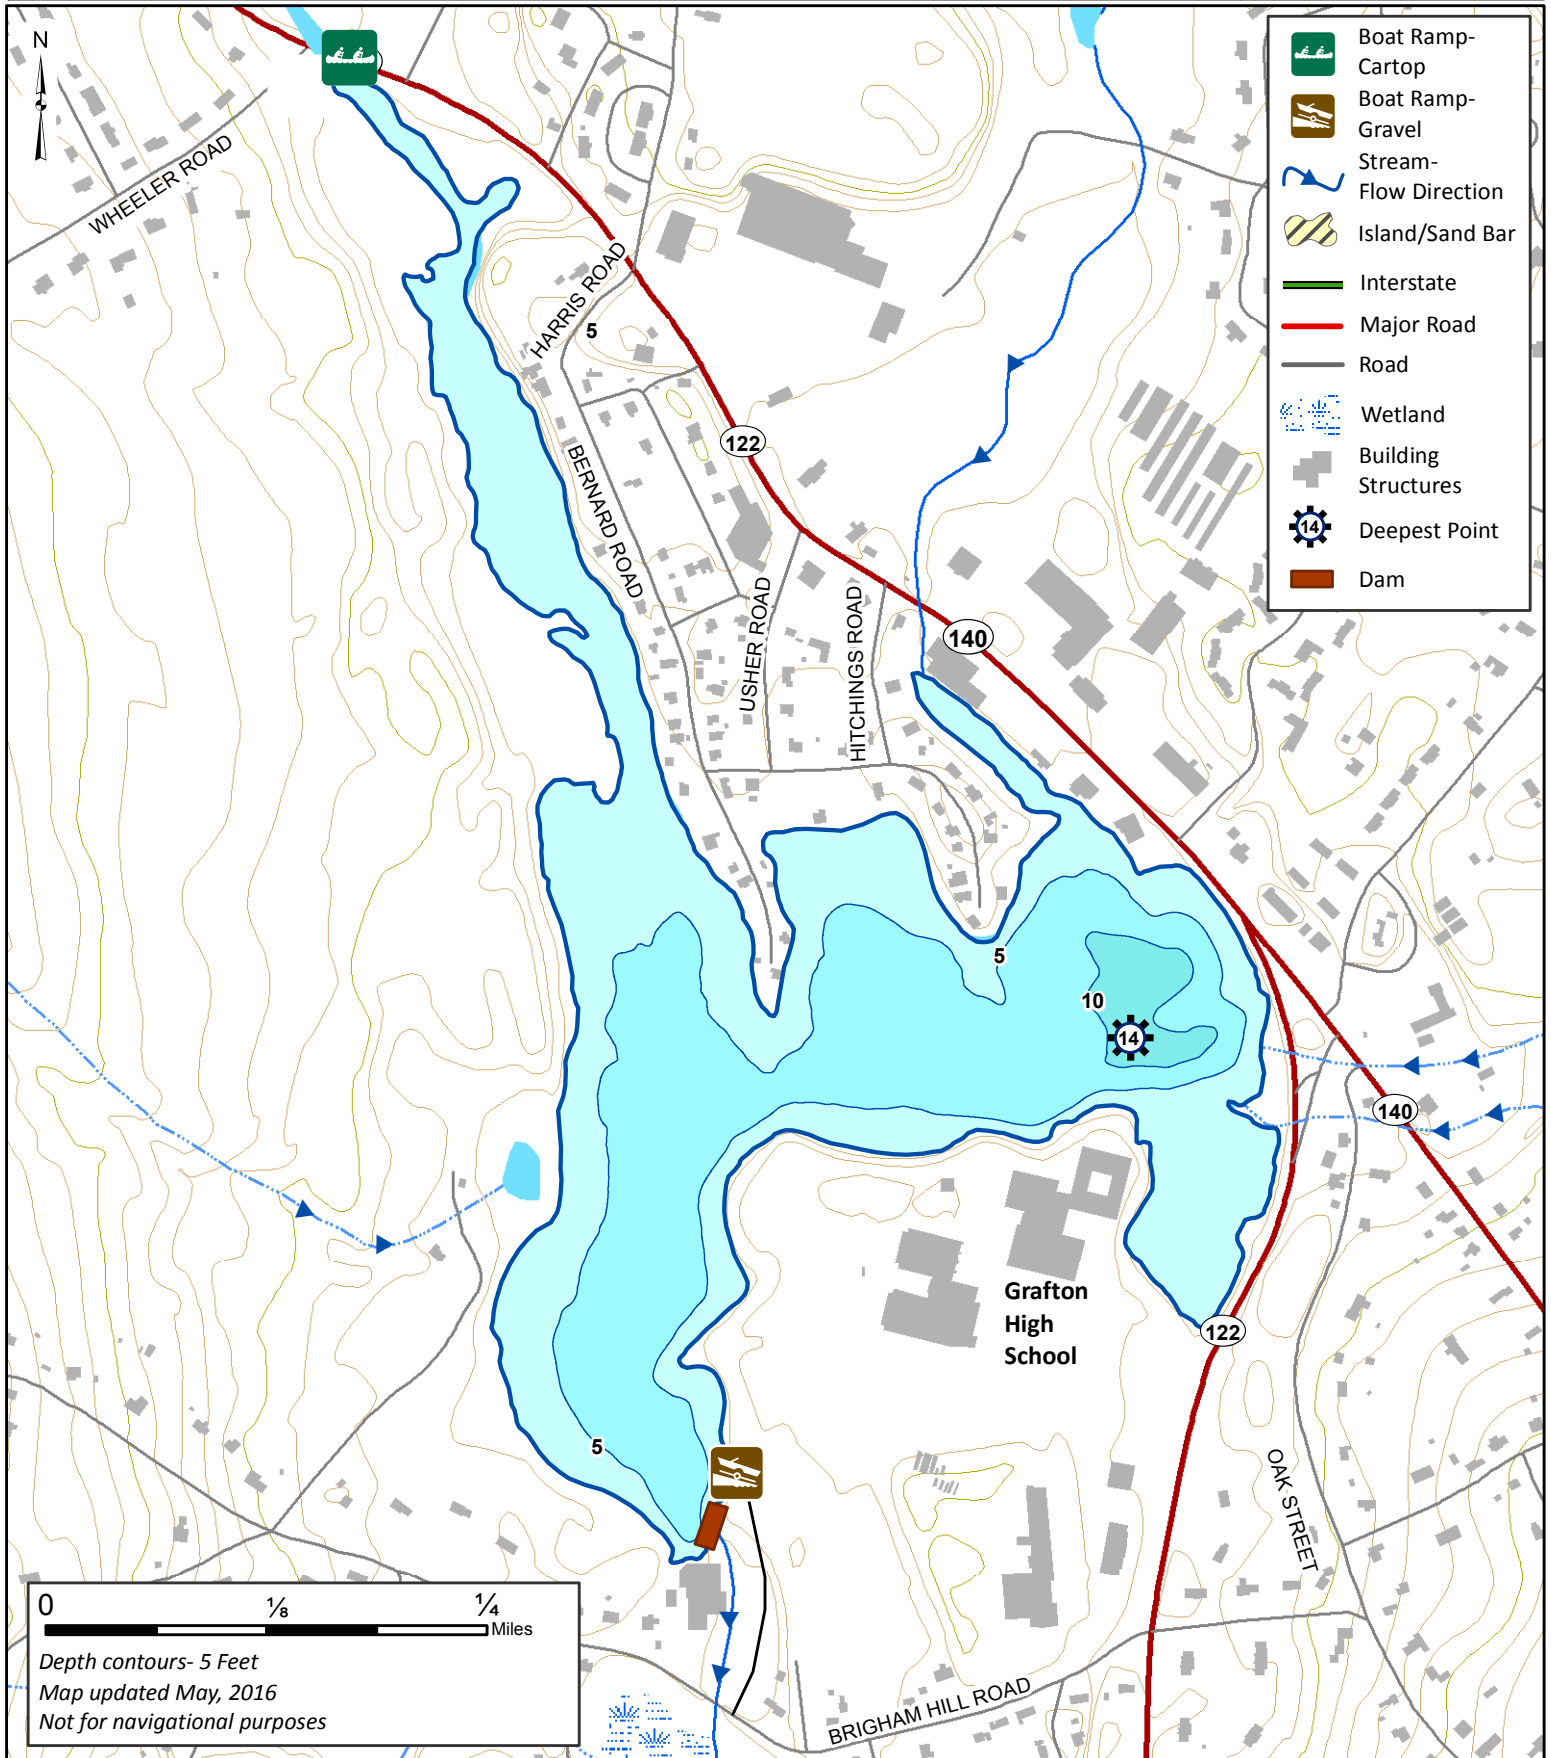 N
WHEELER ROAD
HARRIS ROAD
5
BERNARD ROAD
122
USHER ROAD
HITCHINGS ROAD
140
5
10
14
140
Grafton
High
School
122
5
OAK STREET
BRIGHAM HILL ROAD
Boat Ramp-
Cartop
Boat Ramp-
Gravel
Stream-
Flow Direction
Island/Sand Bar
Interstate
Major Road
Road
Wetland
Building
Structures
14 Deepest Point
Dam
0 ⅛ ¼
Miles
Depth contours- 5 Feet
Map updated May, 2016
Not for navigational purposes